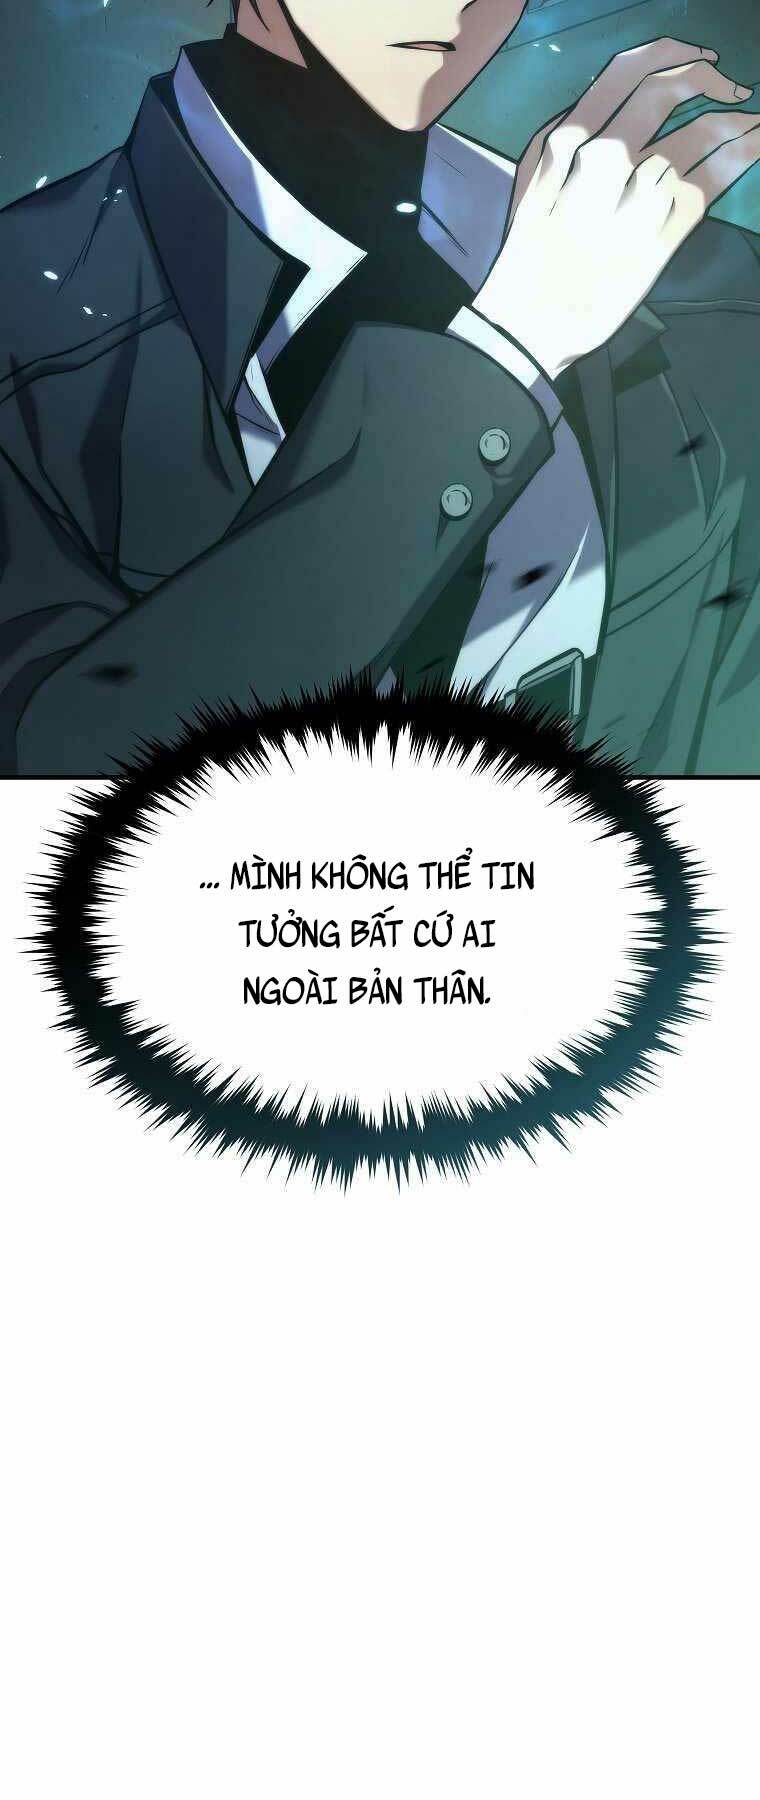 ... MÌNH KHÔNG THỂ TIN
TƯỞNG BẤT CỨ AI
NGOÀI BẢN THÂN.